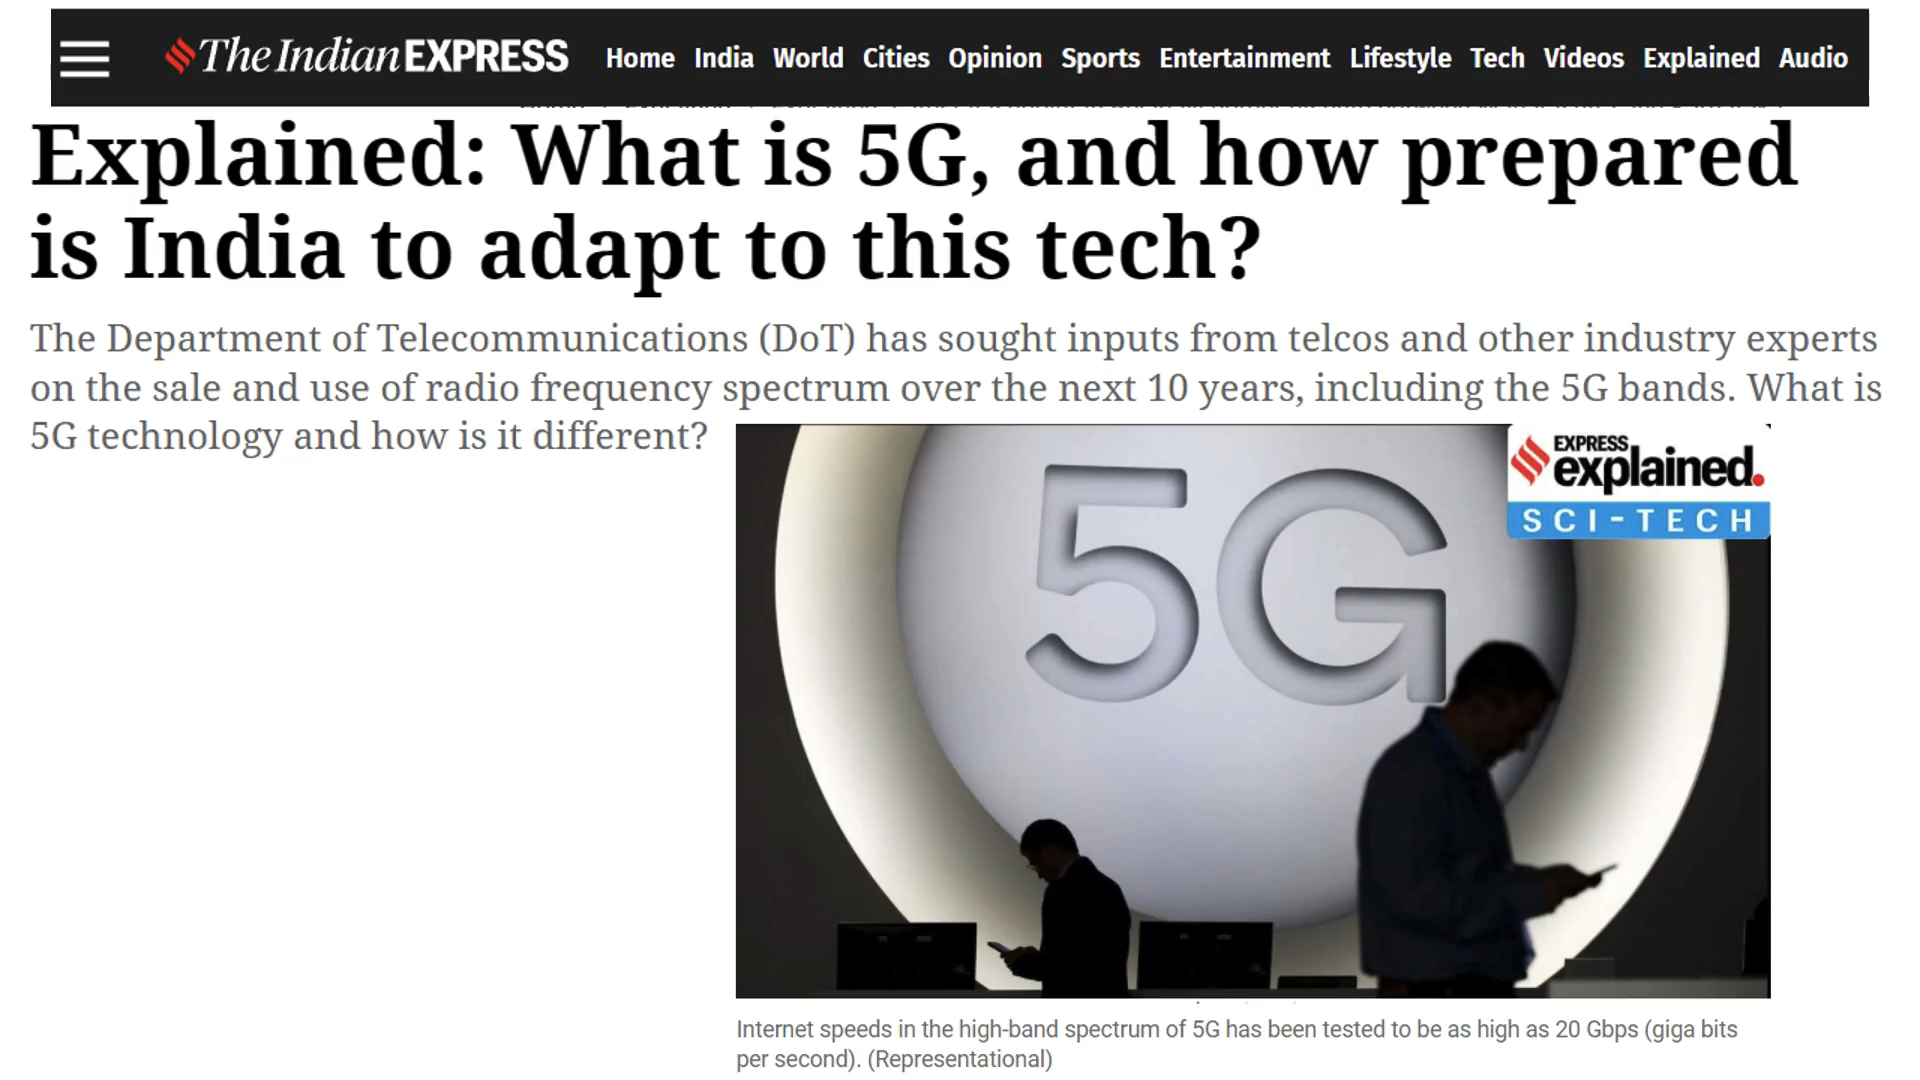 The Indian EXPRESS Home India World Cities Opinion Sports Entertainment Lifestyle Tech Videos Explained Audio
Explained: What is 5G, and how prepared
is India to adapt to this tech?
The Department of Telecommunications (DoT) has sought inputs from telcos and other industry experts
on the sale and use of radio frequency spectrum over the next 10 years, including the 5G bands. What is
5G technology and how is it different?
EXPRESS
explained.
SCI-TECH
5G
Internet speeds in the high-band spectrum of 5G has been tested to be as high as 20 Gbps (giga bits
per second). (Representational)